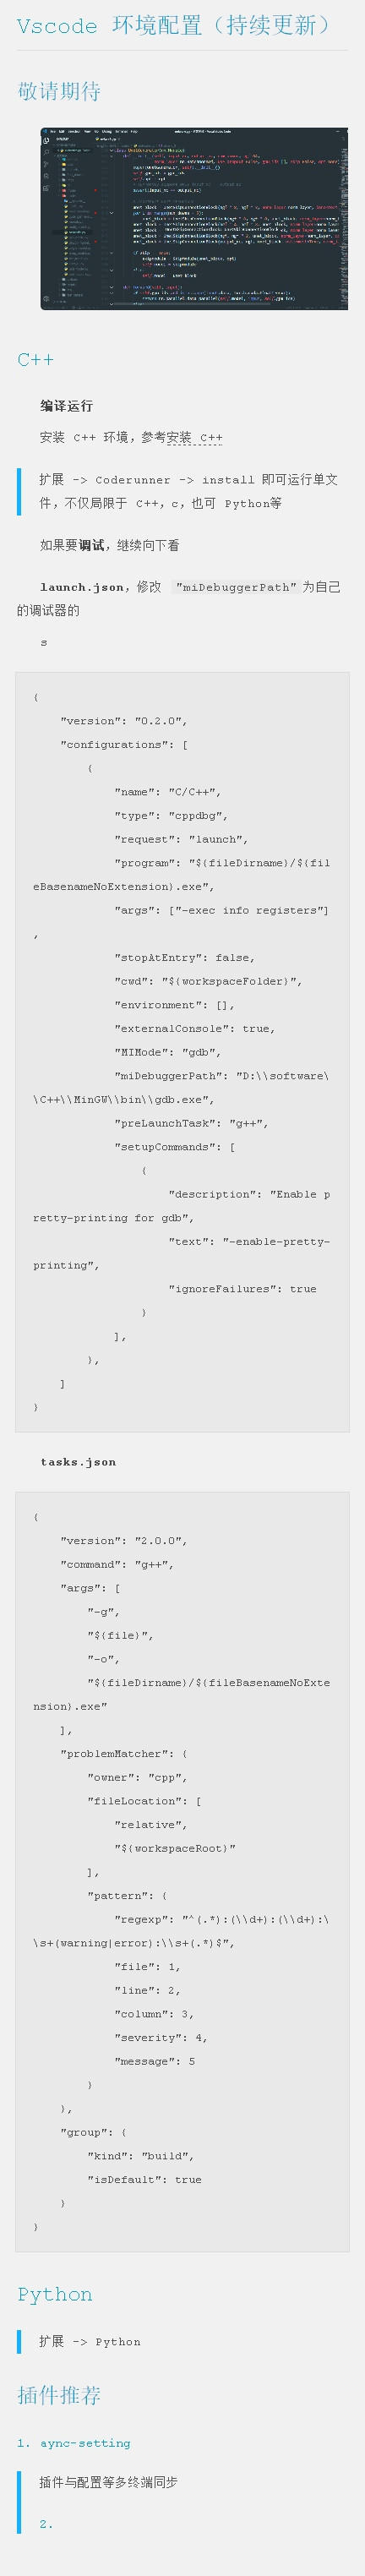 Vscode 环境配置（持续更新）
敬请期待
C++
编译运行
安装 C++ 环境，参考安装 C++
扩展 -> Coderunner -> install 即可运行单文
件，不仅局限于 C++，c，也可 Python等
如果要调试，继续向下看
launch.json，修改 "miDebuggerPath"为自己
的调试器的
s
{
"version": "0.2.0",
"configurations": [
{
"name": "C/C++",
"type": "cppdbg",
"request": "launch",
"program": "${fileDirname}/${fil
eBasenameNoExtension}.exe",
"args": ["-exec info registers"]
,
"stopAtEntry": false,
"cwd": "${workspaceFolder}",
"environment": [],
"externalConsole": true,
"MIMode": "gdb",
"miDebuggerPath": "D:\\software\
\C++\\MinGW\\bin\\gdb.exe",
"preLaunchTask": "g++",
"setupCommands": [
{
"description": "Enable p
retty-printing for gdb",
"text": "-enable-pretty-
printing",
"ignoreFailures": true
}
],
},
]
}
tasks.json
{
"version": "2.0.0",
"command": "g++",
"args": [
"-g",
"${file}",
"-o",
"${fileDirname}/${fileBasenameNoExte
nsion}.exe"
],
"problemMatcher": {
"owner": "cpp",
"fileLocation": [
"relative",
"${workspaceRoot}"
],
"pattern": {
"regexp": "^(.*):(\\d+):(\\d+):\
\s+(warning|error):\\s+(.*)$",
"file": 1,
"line": 2,
"column": 3,
"severity": 4,
"message": 5
}
},
"group": {
"kind": "build",
"isDefault": true
}
}
Python
扩展 -> Python
插件推荐
1. aync-setting
插件与配置等多终端同步
2.